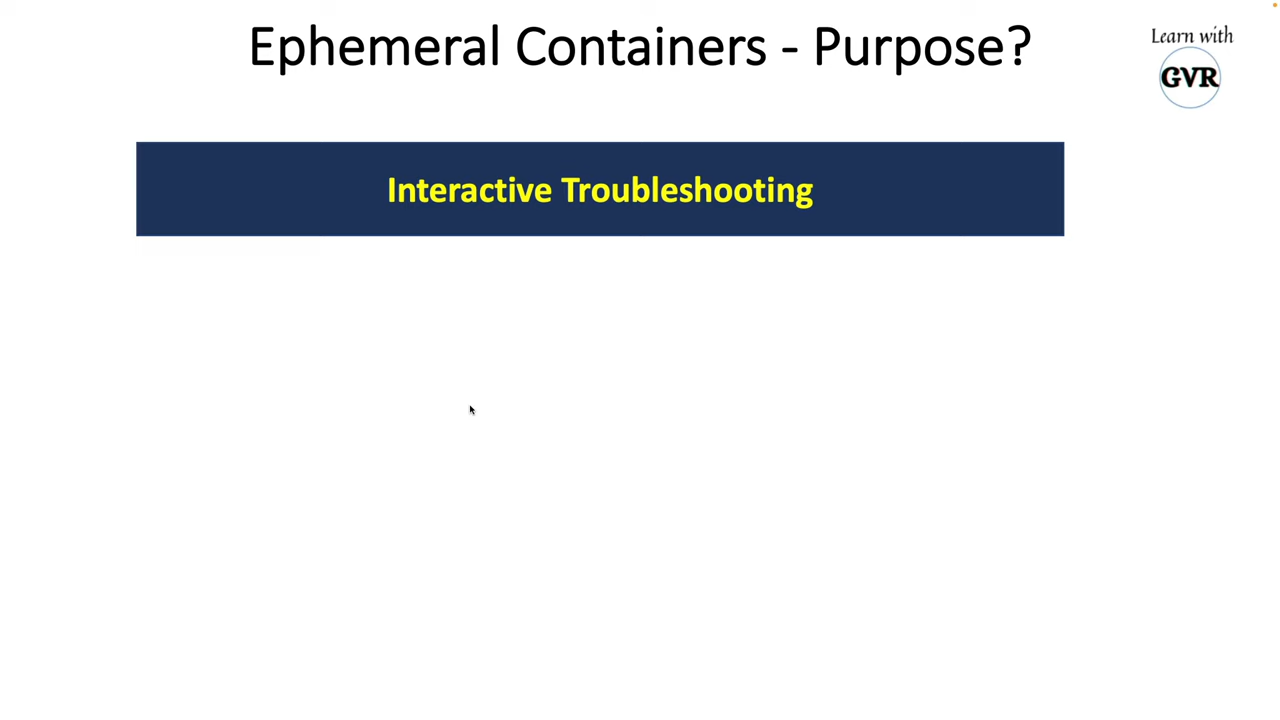 Ephemeral Containers - Purpose?
Learn with
GVR
Interactive Troubleshooting